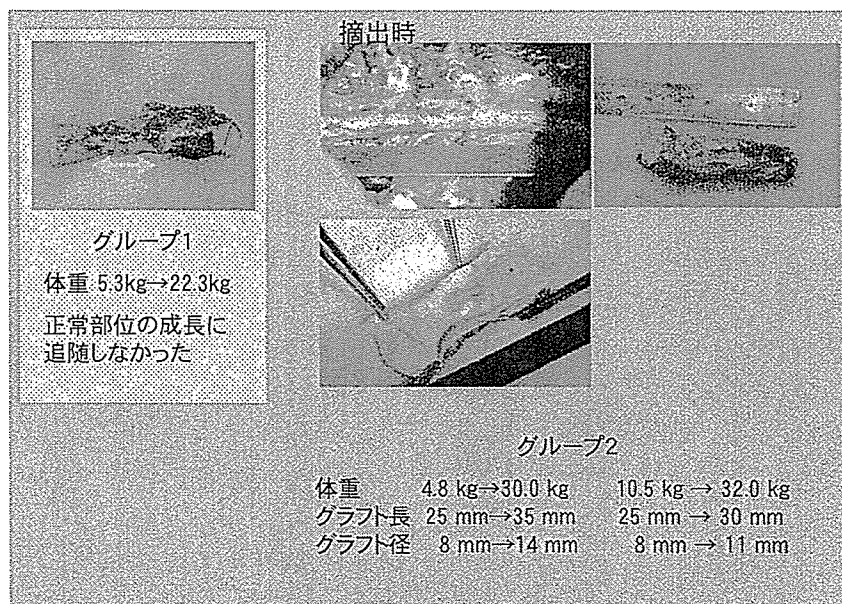 摘出時
グループ1
体重 5.3kg→22.3kg
正常部位の成長に
追随しなかった
グループ2
体重 4.8 kg→30.0 kg 10.5 kg → 32.0 kg
グラフト長 25 mm→35 mm 25 mm → 30 mm
グラフト径 8 mm→14 mm 8 mm → 11 mm